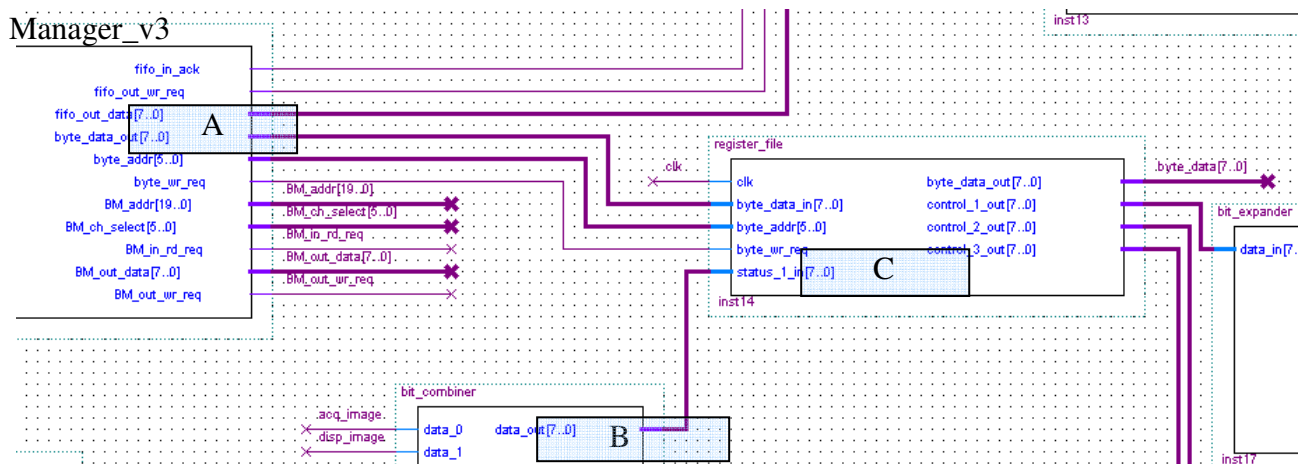 Manager_v3
fifo_in_ack
fifo_out_wr_req
fifo_out_data[7..0]
A
byte_data_out[7..0]
byte_addr[5..0]
byte_wr_req
BM_addr[19..0]
BM_ch_select[5..0]
BM_in_rd_req
BM_out_data[7..0]
BM_out_wr_req
BM_addr[19..0]
BM_ch_select[5..0]
BM_in_rd_req
BM_out_data[7..0]
BM_out_wr_req
inst13
register_file
clk
clk
byte_data_in[7..0]
byte_addr[5..0]
byte_wr_req
status_1_in[7..0]
C
byte_data_out[7..0]
control_1_out[7..0]
control_2_out[7..0]
control_3_out[7..0]
inst14
byte_data[7..0]
bit_expander
data_in[7..
inst17
bit_combiner
acq_image
disp_image
data_0
data_1
data_out[7..0]
B